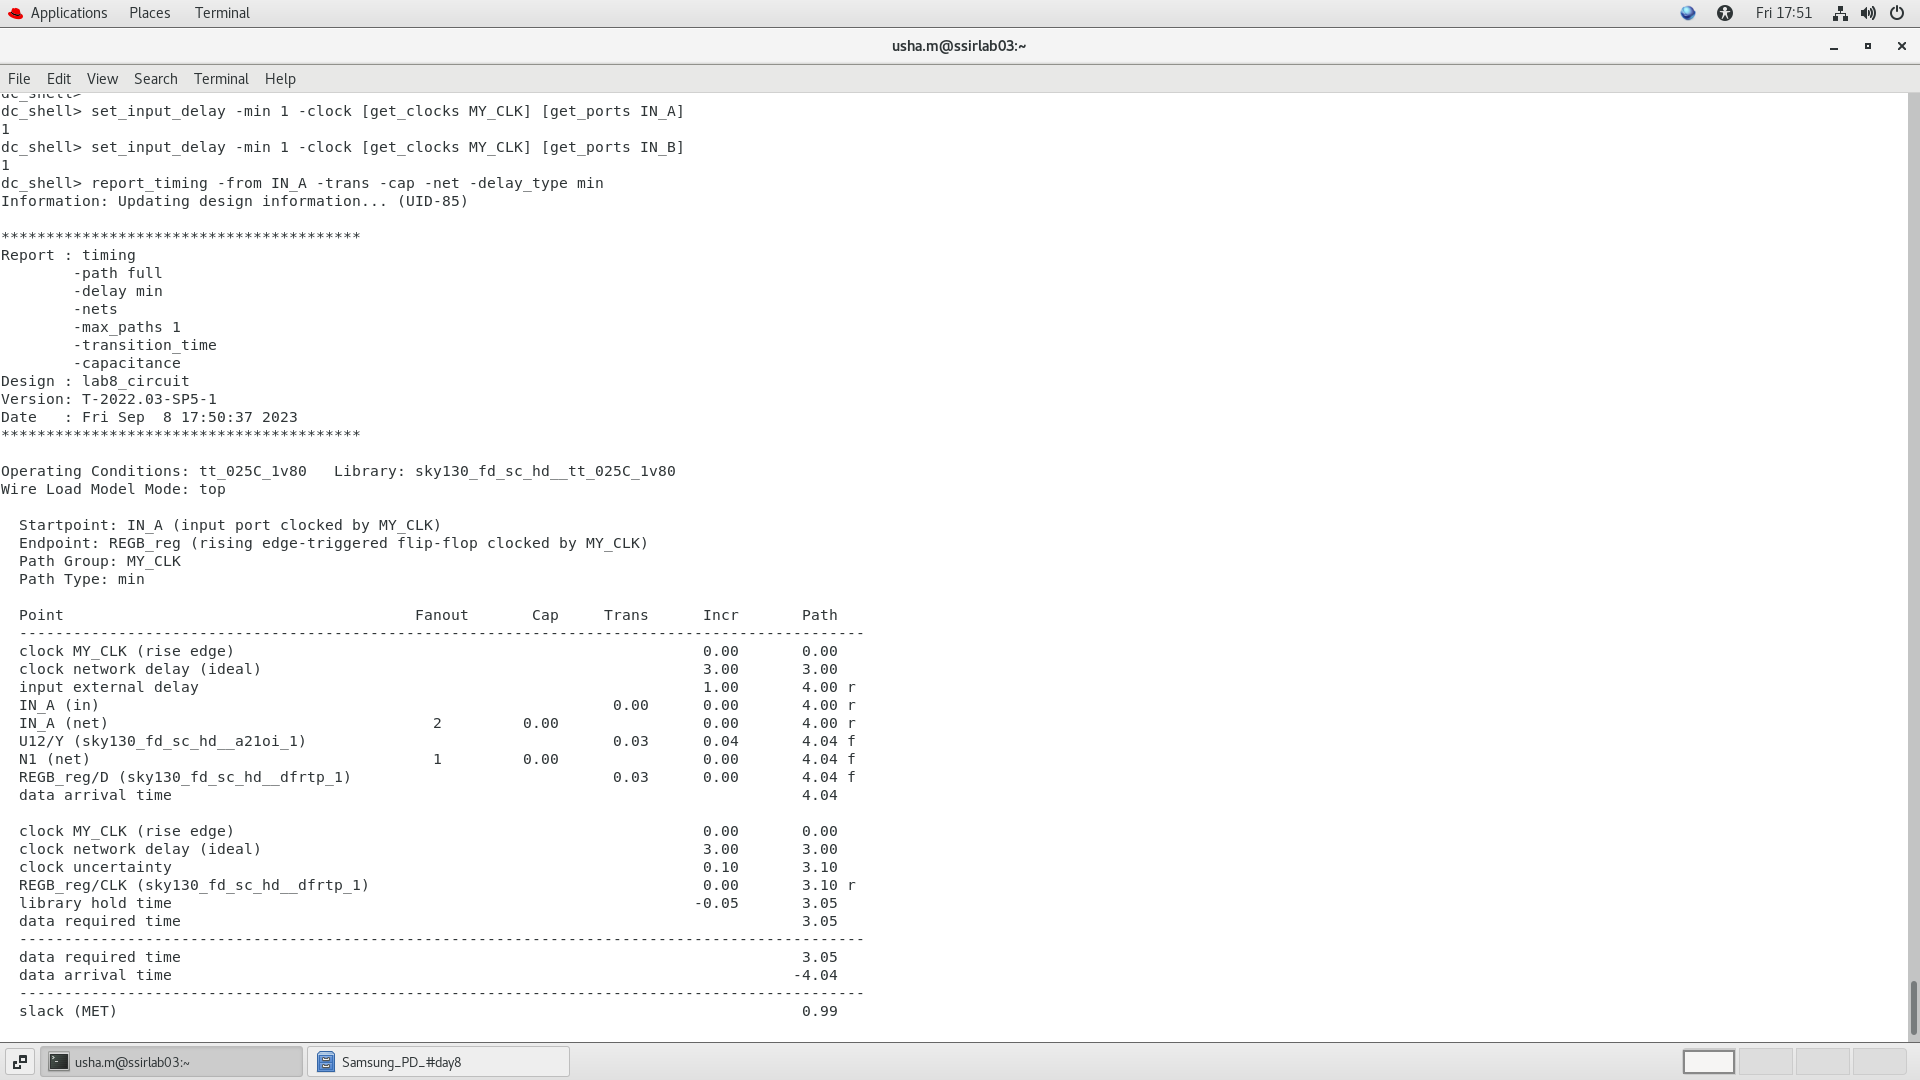 Applications Places Terminal Fri 17:51
usha.m@ssirlab03:~
File Edit View Search Terminal Help
dc_shell>
dc_shell> set_input_delay -min 1 -clock [get_clocks MY_CLK] [get_ports IN_A]
1
dc_shell> set_input_delay -min 1 -clock [get_clocks MY_CLK] [get_ports IN_B]
1
dc_shell> report_timing -from IN_A -trans -cap -net -delay_type min
Information: Updating design information... (UID-85)
****************************************
Report : timing
        -path full
        -delay min
        -nets
        -max_paths 1
        -transition_time
        -capacitance
Design : lab8_circuit
Version: T-2022.03-SP5-1
Date   : Fri Sep  8 17:50:37 2023
****************************************
Operating Conditions: tt_025C_1v80   Library: sky130_fd_sc_hd__tt_025C_1v80
Wire Load Model Mode: top
  Startpoint: IN_A (input port clocked by MY_CLK)
  Endpoint: REGB_reg (rising edge-triggered flip-flop clocked by MY_CLK)
  Path Group: MY_CLK
  Path Type: min
  Point                                       Fanout       Cap     Trans      Incr       Path
  ----------------------------------------------------------------------------------------------
  clock MY_CLK (rise edge)                                                    0.00       0.00
  clock network delay (ideal)                                                 3.00       3.00
  input external delay                                                        1.00       4.00 r
  IN_A (in)                                                         0.00      0.00       4.00 r
  IN_A (net)                                    2         0.00                0.00       4.00 r
  U12/Y (sky130_fd_sc_hd__a21oi_1)                                  0.03      0.04       4.04 f
  N1 (net)                                      1         0.00                0.00       4.04 f
  REGB_reg/D (sky130_fd_sc_hd__dfrtp_1)                             0.03      0.00       4.04 f
  data arrival time                                                                      4.04
  clock MY_CLK (rise edge)                                                    0.00       0.00
  clock network delay (ideal)                                                 3.00       3.00
  clock uncertainty                                                           0.10       3.10
  REGB_reg/CLK (sky130_fd_sc_hd__dfrtp_1)                                     0.00       3.10 r
  library hold time                                                          -0.05       3.05
  data required time                                                                     3.05
  ----------------------------------------------------------------------------------------------
  data required time                                                                     3.05
  data arrival time                                                                     -4.04
  ----------------------------------------------------------------------------------------------
  slack (MET)                                                                            0.99
usha.m@ssirlab03:~ Samsung_PD_#day8